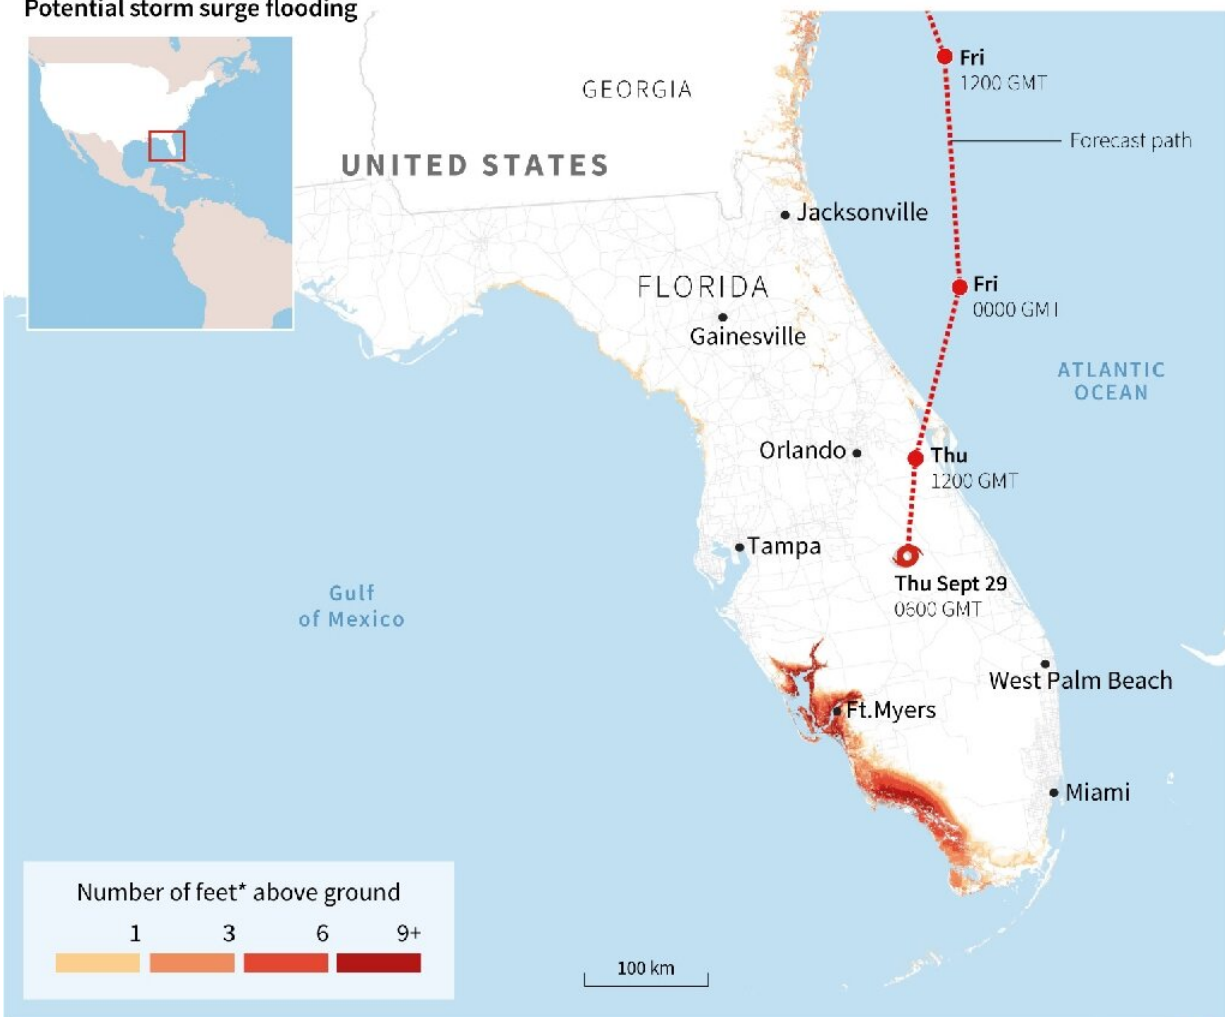 Potential storm surge flooding
GEORGIA
UNITED STATES
Fri
1200 GMT
Forecast path
Jacksonville
FLORIDA
Gainesville
Fri
0000 GMT
ATLANTIC
OCEAN
Orlando
Thu
1200 GMT
Tampa
Thu Sept 29
0600 GMT
Gulf
of Mexico
West Palm Beach
Ft.Myers
Miami
Number of feet* above ground
1 3 6 9+
100 km